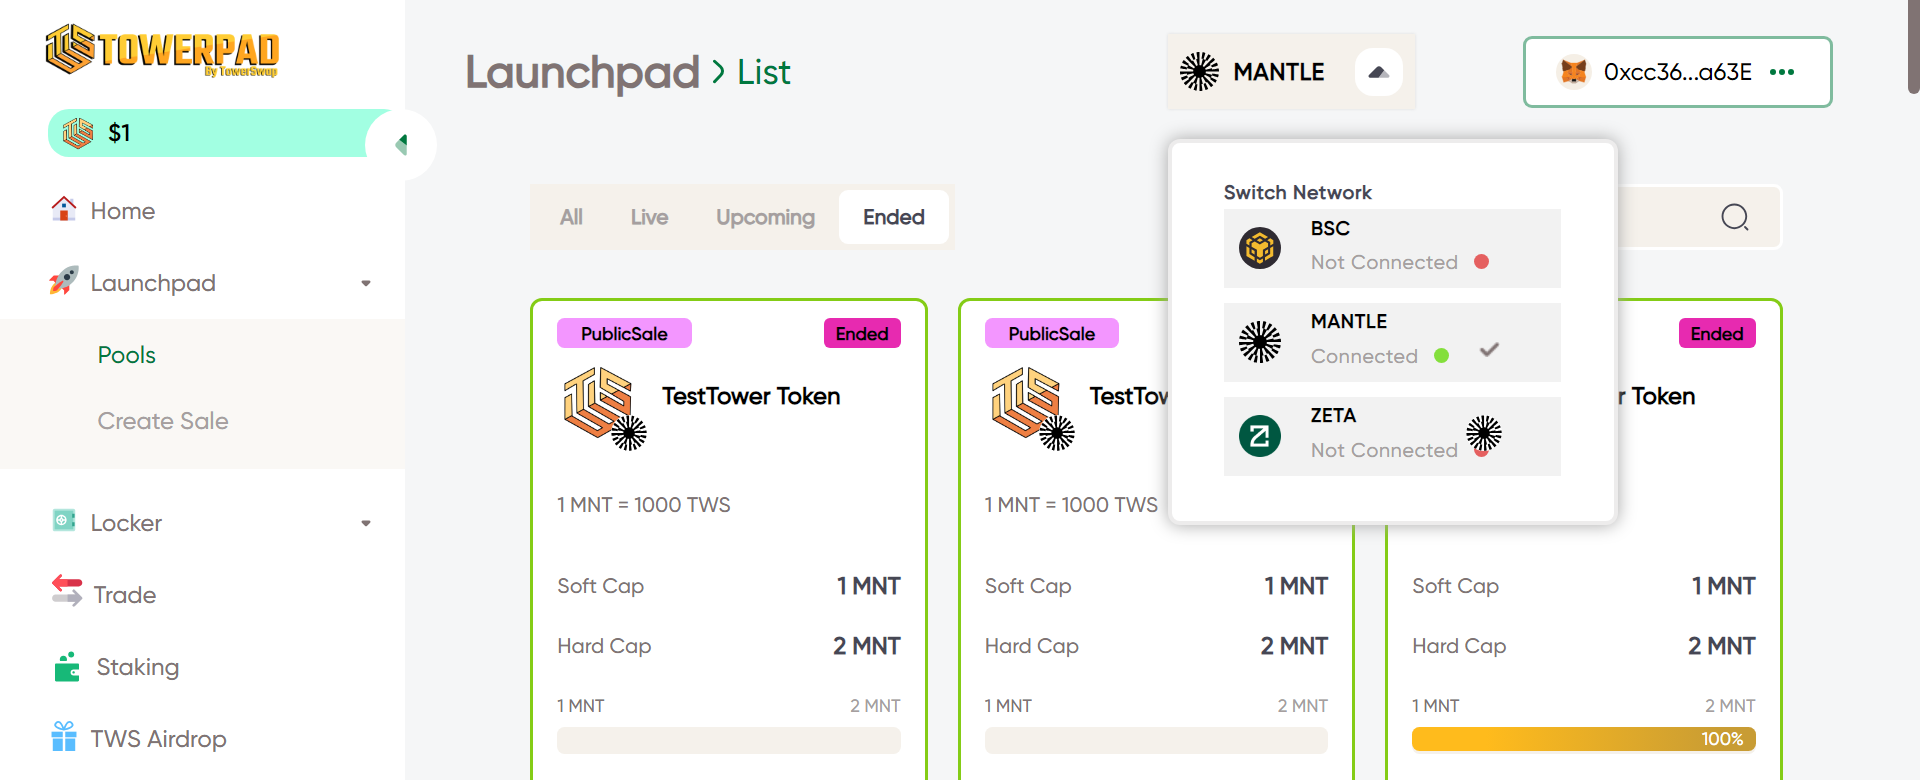 TOWERPAD
By TowerSwap
$1
Home
Launchpad
Pools
Create Sale
Locker
Trade
Staking
TWS Airdrop
Launchpad > List
MANTLE
0xcc36...a63E
All Live Upcoming Ended
Switch Network
BSC
Not Connected
MANTLE
Connected
ZETA
Not Connected
PublicSale Ended
TestTower Token
1 MNT = 1000 TWS
Soft Cap 1 MNT
Hard Cap 2 MNT
1 MNT 2 MNT
PublicSale
TestTow
1 MNT = 1000 TWS
Soft Cap 1 MNT
Hard Cap 2 MNT
1 MNT 2 MNT
Ended
r Token
Soft Cap 1 MNT
Hard Cap 2 MNT
1 MNT 2 MNT
100%